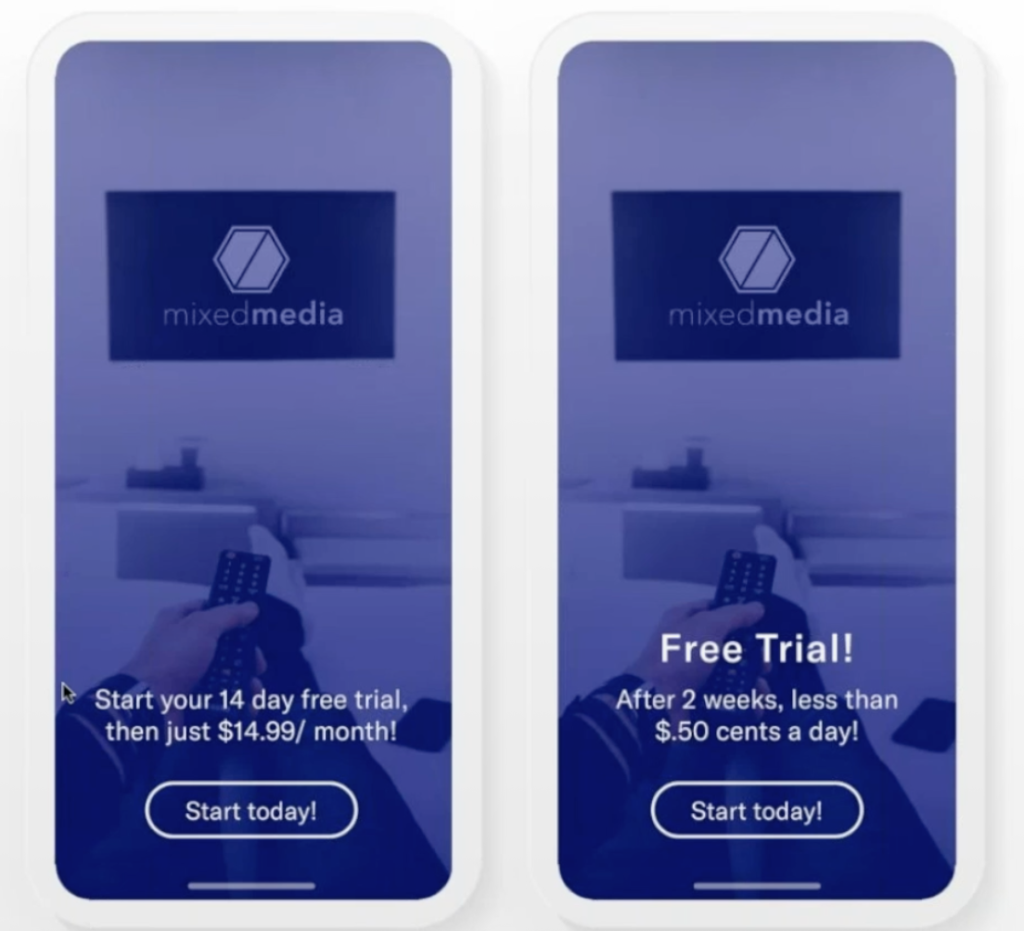 mixedmedia
Start your 14 day free trial,
then just $14.99/ month!
Start today!
mixedmedia
Free Trial!
After 2 weeks, less than
$.50 cents a day!
Start today!